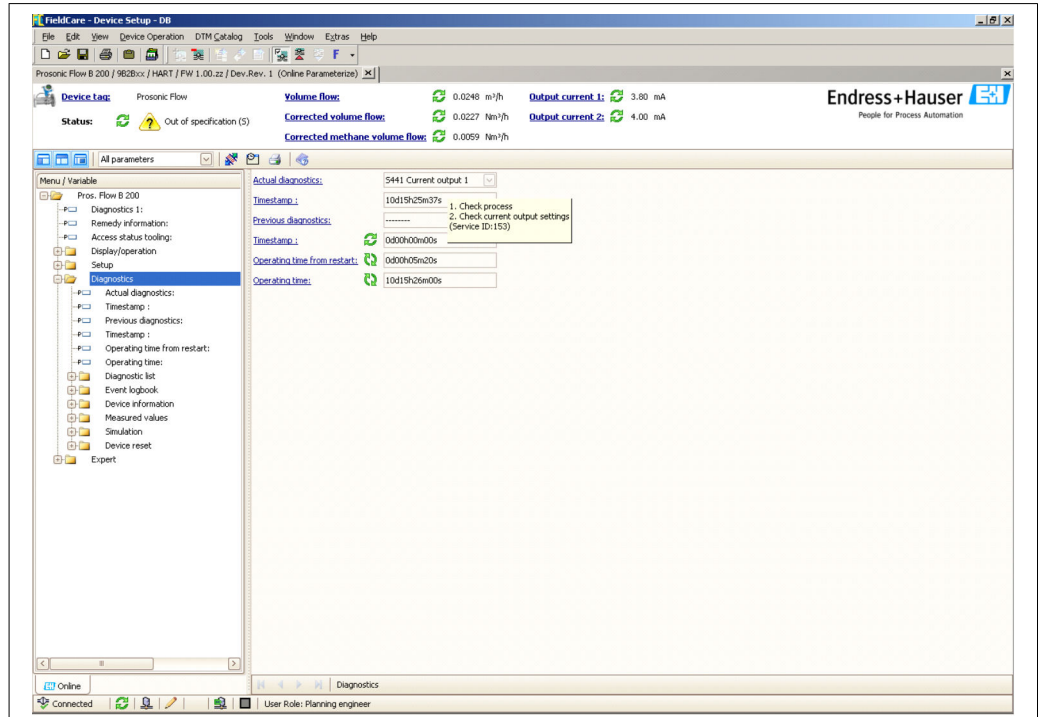 FieldCare - Device Setup - DB
File Edit View Device Operation DTM Catalog Tools Window Extras Help
Prosonic Flow B 200 / 9B2Bxx / HART / FW 1.00.zz / Dev.Rev. 1 (Online Parameterize)
Device tag: Prosonic Flow Volume flow: 0.0248 m³/h Output current 1: 3.80 mA
Endress+Hauser
People for Process Automation
Status: Out of specification (S) Corrected volume flow: 0.0227 Nm³/h Output current 2: 4.00 mA
Corrected methane volume flow: 0.0059 Nm³/h
All parameters
Menu / Variable
Pros. Flow B 200
Diagnostics 1:
Remedy information:
Access status tooling:
Display/operation
Setup
Diagnostics
Actual diagnostics:
Timestamp :
Previous diagnostics:
Timestamp :
Operating time from restart:
Operating time:
Diagnostic list
Event logbook
Device information
Measured values
Simulation
Device reset
Expert
Actual diagnostics: S441 Current output 1
Timestamp : 10d15h25m37s
Previous diagnostics: --------
Timestamp : 0d00h00m00s
Operating time from restart: 0d00h05m20s
Operating time: 10d15h26m00s
1. Check process
2. Check current output settings
(Service ID:153)
Online
Diagnostics
Connected User Role: Planning engineer